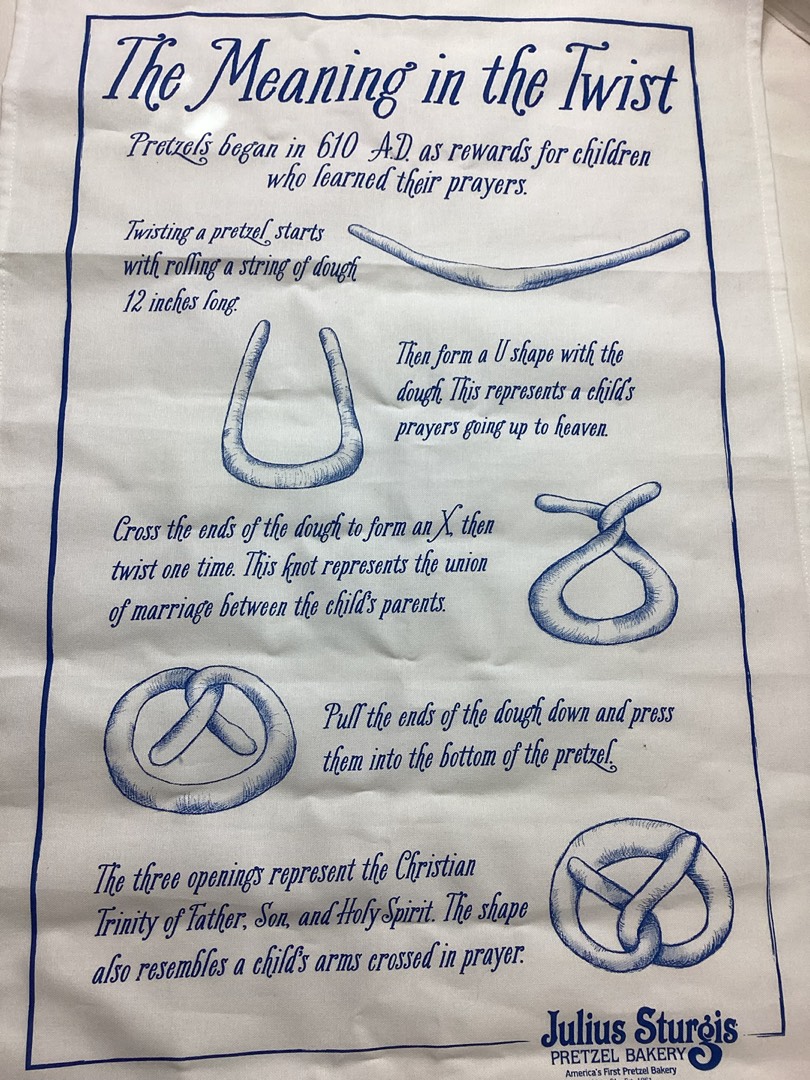 The Meaning in the Twist
Pretzels began in 610 A.D. as rewards for children
who learned their prayers.
Twisting a pretzel starts
with rolling a string of dough
12 inches long.
Then form a U shape with the
dough. This represents a child's
prayers going up to heaven.
Cross the ends of the dough to form an X, then
twist one time. This knot represents the union
of marriage between the child's parents.
Pull the ends of the dough down and press
them into the bottom of the pretzel.
The three openings represent the Christian
Trinity of Father, Son, and Holy Spirit. The shape
also resembles a child's arms crossed in prayer.
Julius Sturgis
PRETZEL BAKERY
America's First Pretzel Bakery